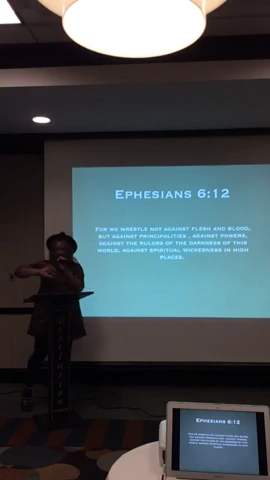 EPHESIANS 6:12
FOR WE WRESTLE NOT AGAINST FLESH AND BLOOD,
BUT AGAINST PRINCIPALITIES , AGAINST POWERS,
AGAINST THE RULERS OF THE DARKNESS OF THIS
WORLD, AGAINST SPIRITUAL WICKEDNESS IN HIGH
PLACES.
EPHESIANS 6:12